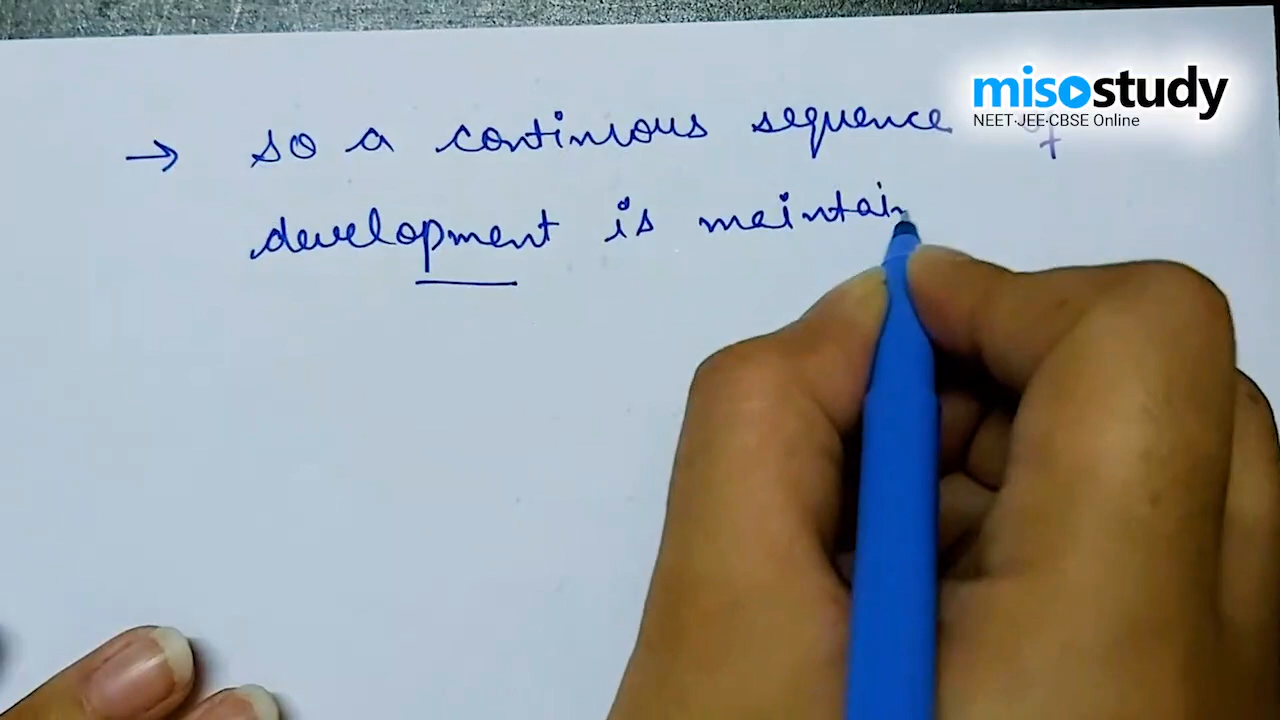 misostudy
NEET·JEE·CBSE Online
→ so a continuous sequence of
development is maintain